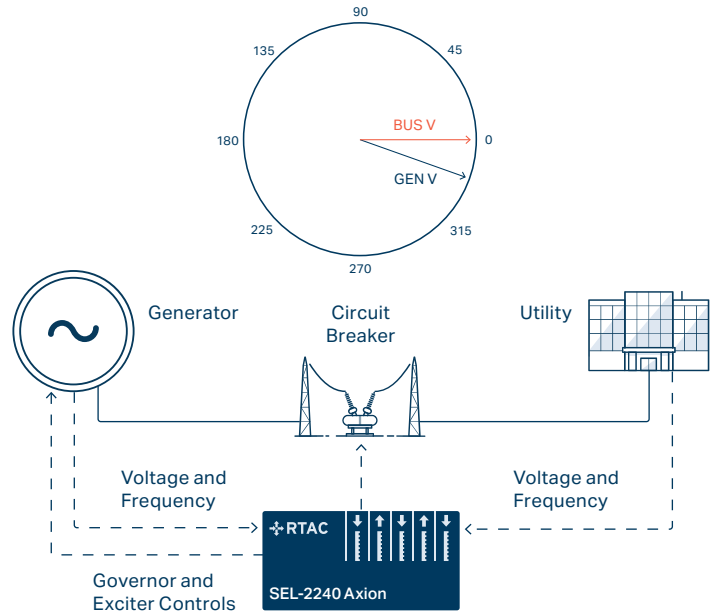 90
135
45
BUS V
180
0
GEN V
225
315
270
Generator
Circuit
Breaker
Utility
Voltage and
Frequency
Voltage and
Frequency
RTAC
SEL-2240 Axion
Governor and
Exciter Controls